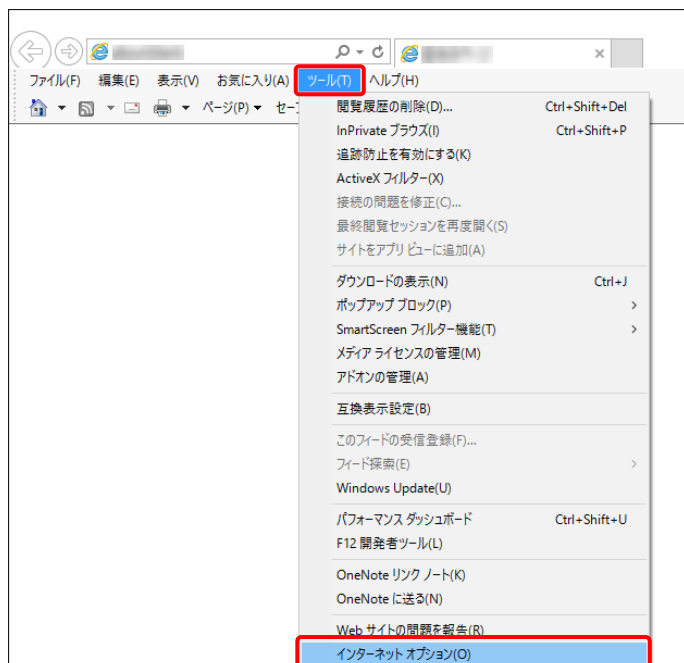 ファイル(F) 編集(E) 表示(V) お気に入り(A) ツール(T) ヘルプ(H)
ページ(P)
閲覧履歴の削除(D)... Ctrl+Shift+Del
InPrivate ブラウズ(I) Ctrl+Shift+P
追跡防止を有効にする(K)
ActiveX フィルター(X)
接続の問題を修正(C)...
最終閲覧セッションを再度開く(S)
サイトをアプリ ビューに追加(A)
ダウンロードの表示(N) Ctrl+J
ポップアップ ブロック(P)
SmartScreen フィルター機能(T)
メディア ライセンスの管理(M)
アドオンの管理(A)
互換表示設定(B)
このフィードの受信登録(F)...
フィード探索(E)
Windows Update(U)
パフォーマンス ダッシュボード Ctrl+Shift+U
F12 開発者ツール(L)
OneNote リンク ノート(K)
OneNote に送る(N)
Web サイトの問題を報告(R)
インターネット オプション(O)